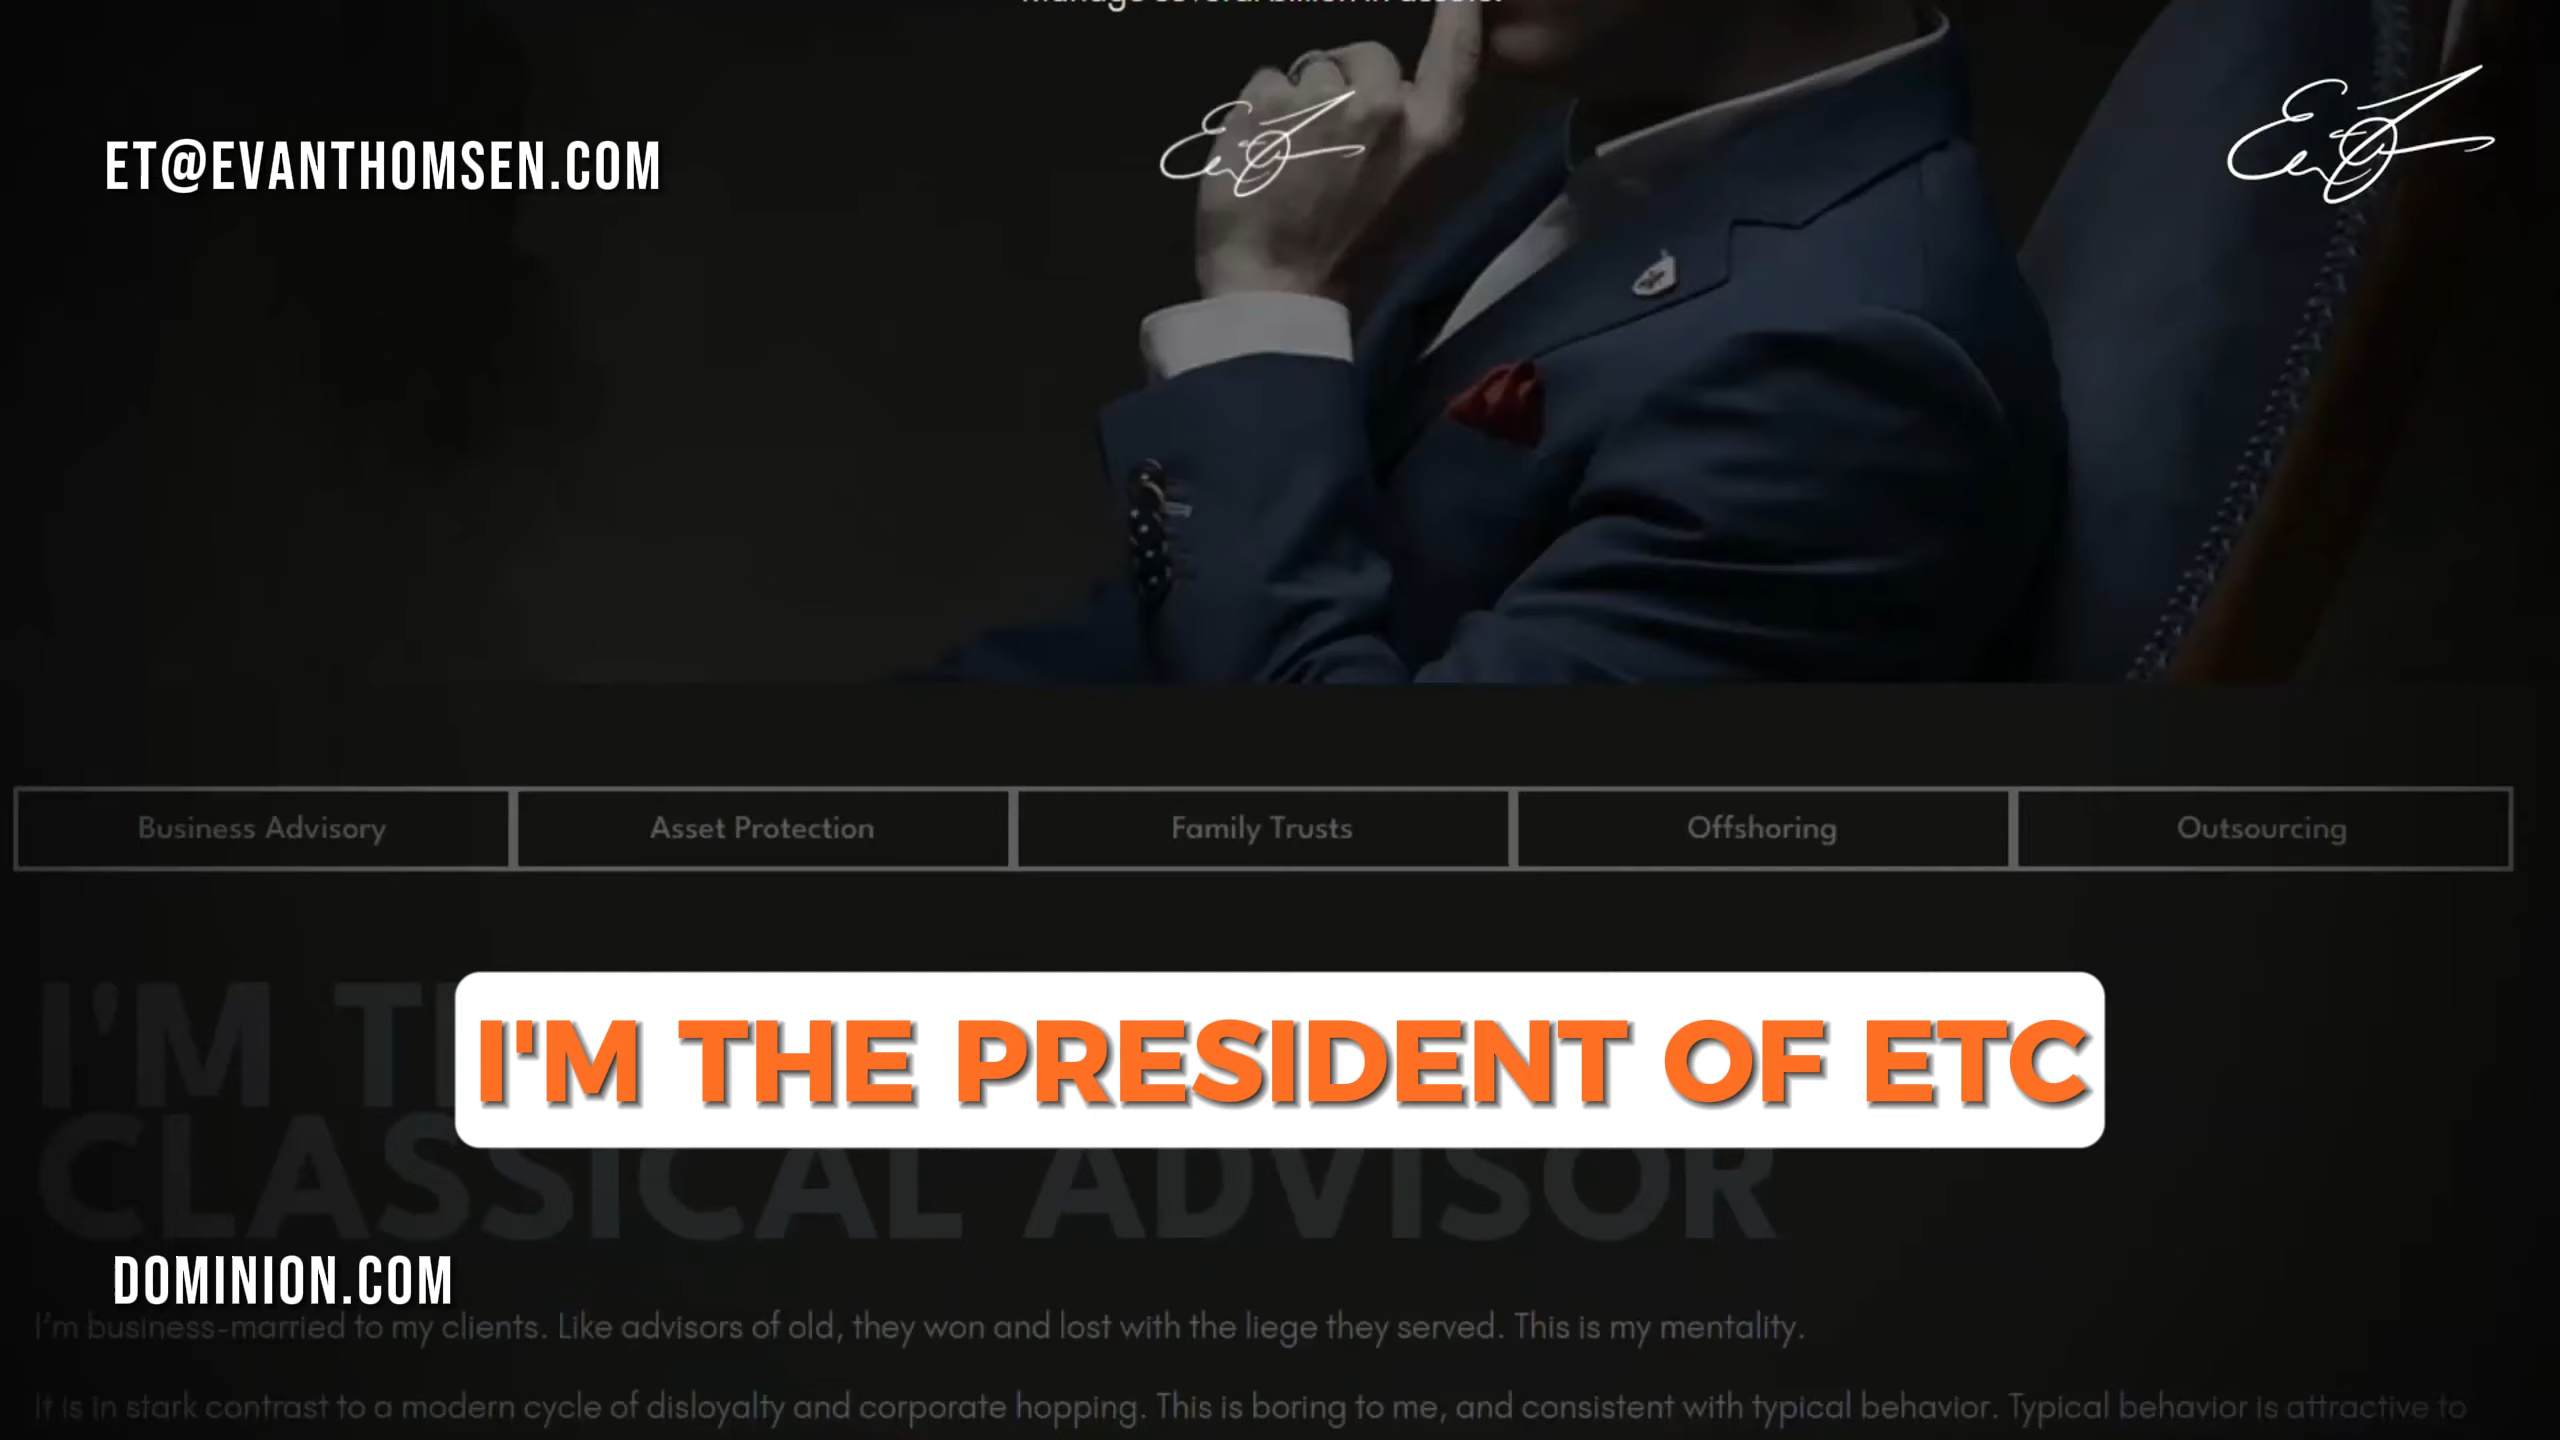 ET@EVANTHOMSEN.COM
Business Advisory
Asset Protection
Family Trusts
Offshoring
Outsourcing
I'M THE PRESIDENT OF ETC
CLASSICAL ADVISOR
DOMINION.COM
I'm business-married to my clients. Like advisors of old, they won and lost with the liege they served. This is my mentality.
It is in stark contrast to a modern cycle of disloyalty and corporate hopping. This is boring to me, and consistent with typical behavior. Typical behavior is attractive to